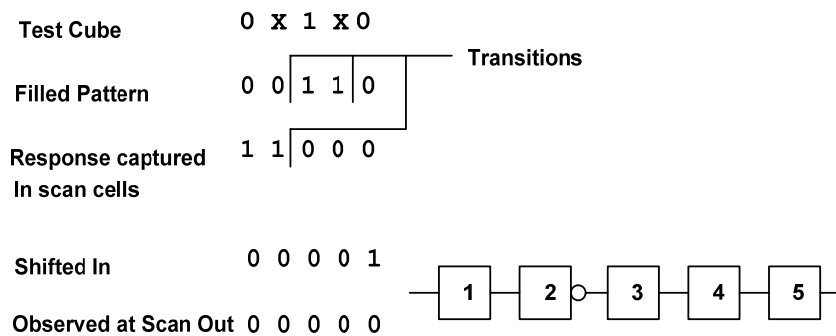 Test Cube 0 X 1 X 0
Transitions
Filled Pattern 0 0 1 1 0
Response captured 1 1 0 0 0
In scan cells
Shifted In 0 0 0 0 1
1 2 3 4 5
Observed at Scan Out 0 0 0 0 0